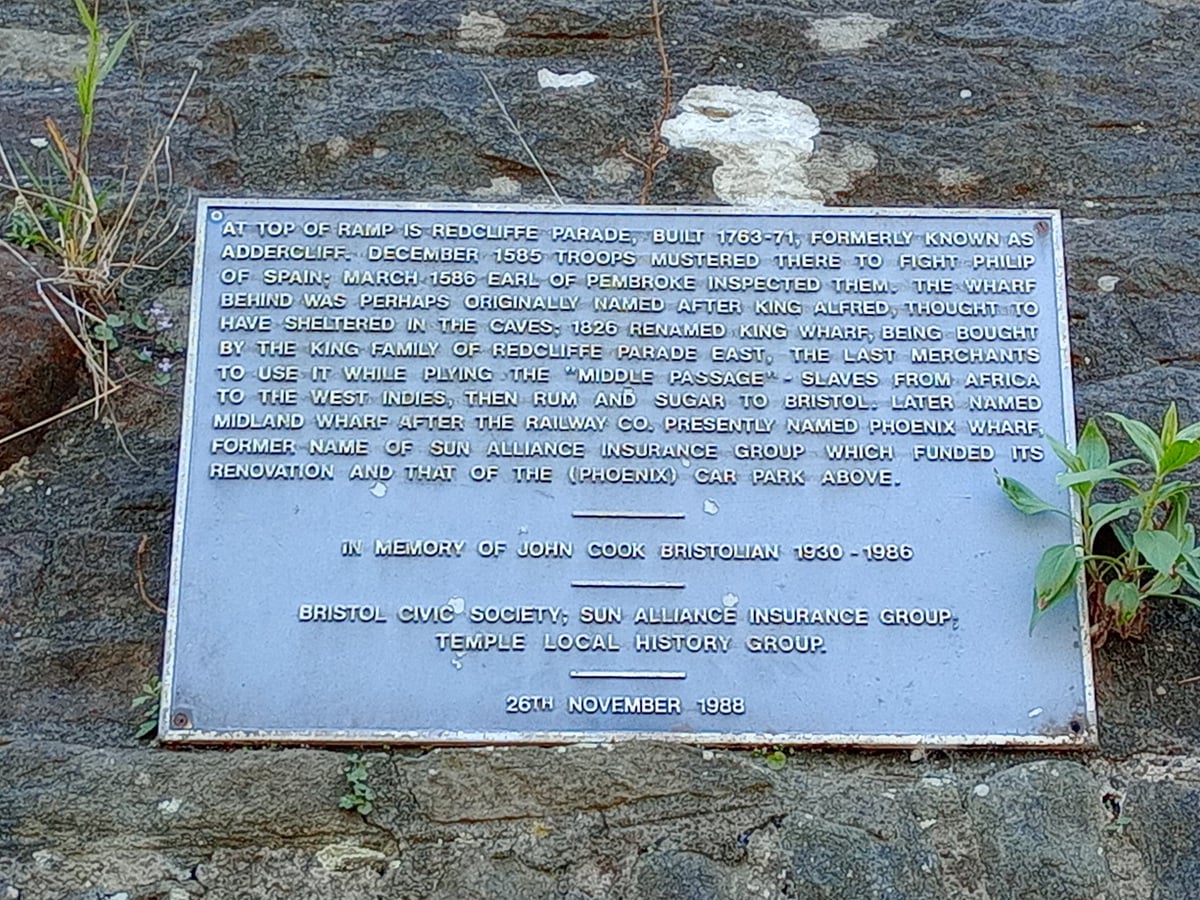 AT TOP OF RAMP IS REDCLIFFE PARADE, BUILT 1763-71, FORMERLY KNOWN AS
ADDERCLIFF. DECEMBER 1585 TROOPS MUSTERED THERE TO FIGHT PHILIP
OF SPAIN; MARCH 1586 EARL OF PEMBROKE INSPECTED THEM. THE WHARF
BEHIND WAS PERHAPS ORIGINALLY NAMED AFTER KING ALFRED, THOUGHT TO
HAVE SHELTERED IN THE CAVES; 1826 RENAMED KING WHARF, BEING BOUGHT
BY THE KING FAMILY OF REDCLIFFE PARADE EAST, THE LAST MERCHANTS
TO USE IT WHILE PLYING THE "MIDDLE PASSAGE" - SLAVES FROM AFRICA
TO THE WEST INDIES, THEN RUM AND SUGAR TO BRISTOL. LATER NAMED
MIDLAND WHARF AFTER THE RAILWAY CO. PRESENTLY NAMED PHOENIX WHARF,
FORMER NAME OF SUN ALLIANCE INSURANCE GROUP WHICH FUNDED ITS
RENOVATION AND THAT OF THE (PHOENIX) CAR PARK ABOVE.
IN MEMORY OF JOHN COOK BRISTOLIAN 1930 - 1986
BRISTOL CIVIC SOCIETY; SUN ALLIANCE INSURANCE GROUP;
TEMPLE LOCAL HISTORY GROUP.
26TH NOVEMBER 1988